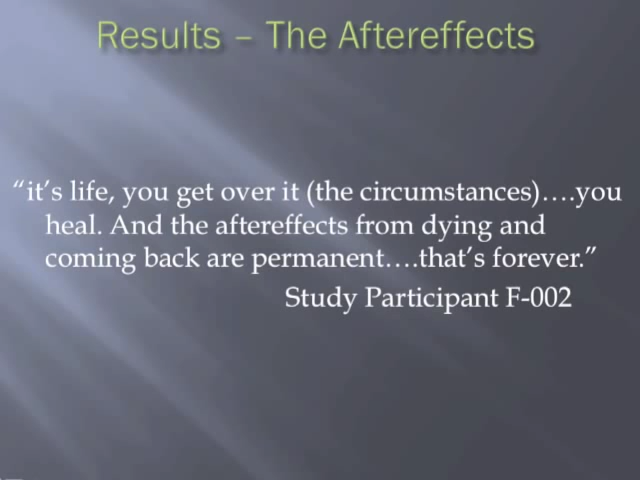 Results – The Aftereffects
“it’s life, you get over it (the circumstances)….you
heal. And the aftereffects from dying and
coming back are permanent….that’s forever.”
Study Participant F-002